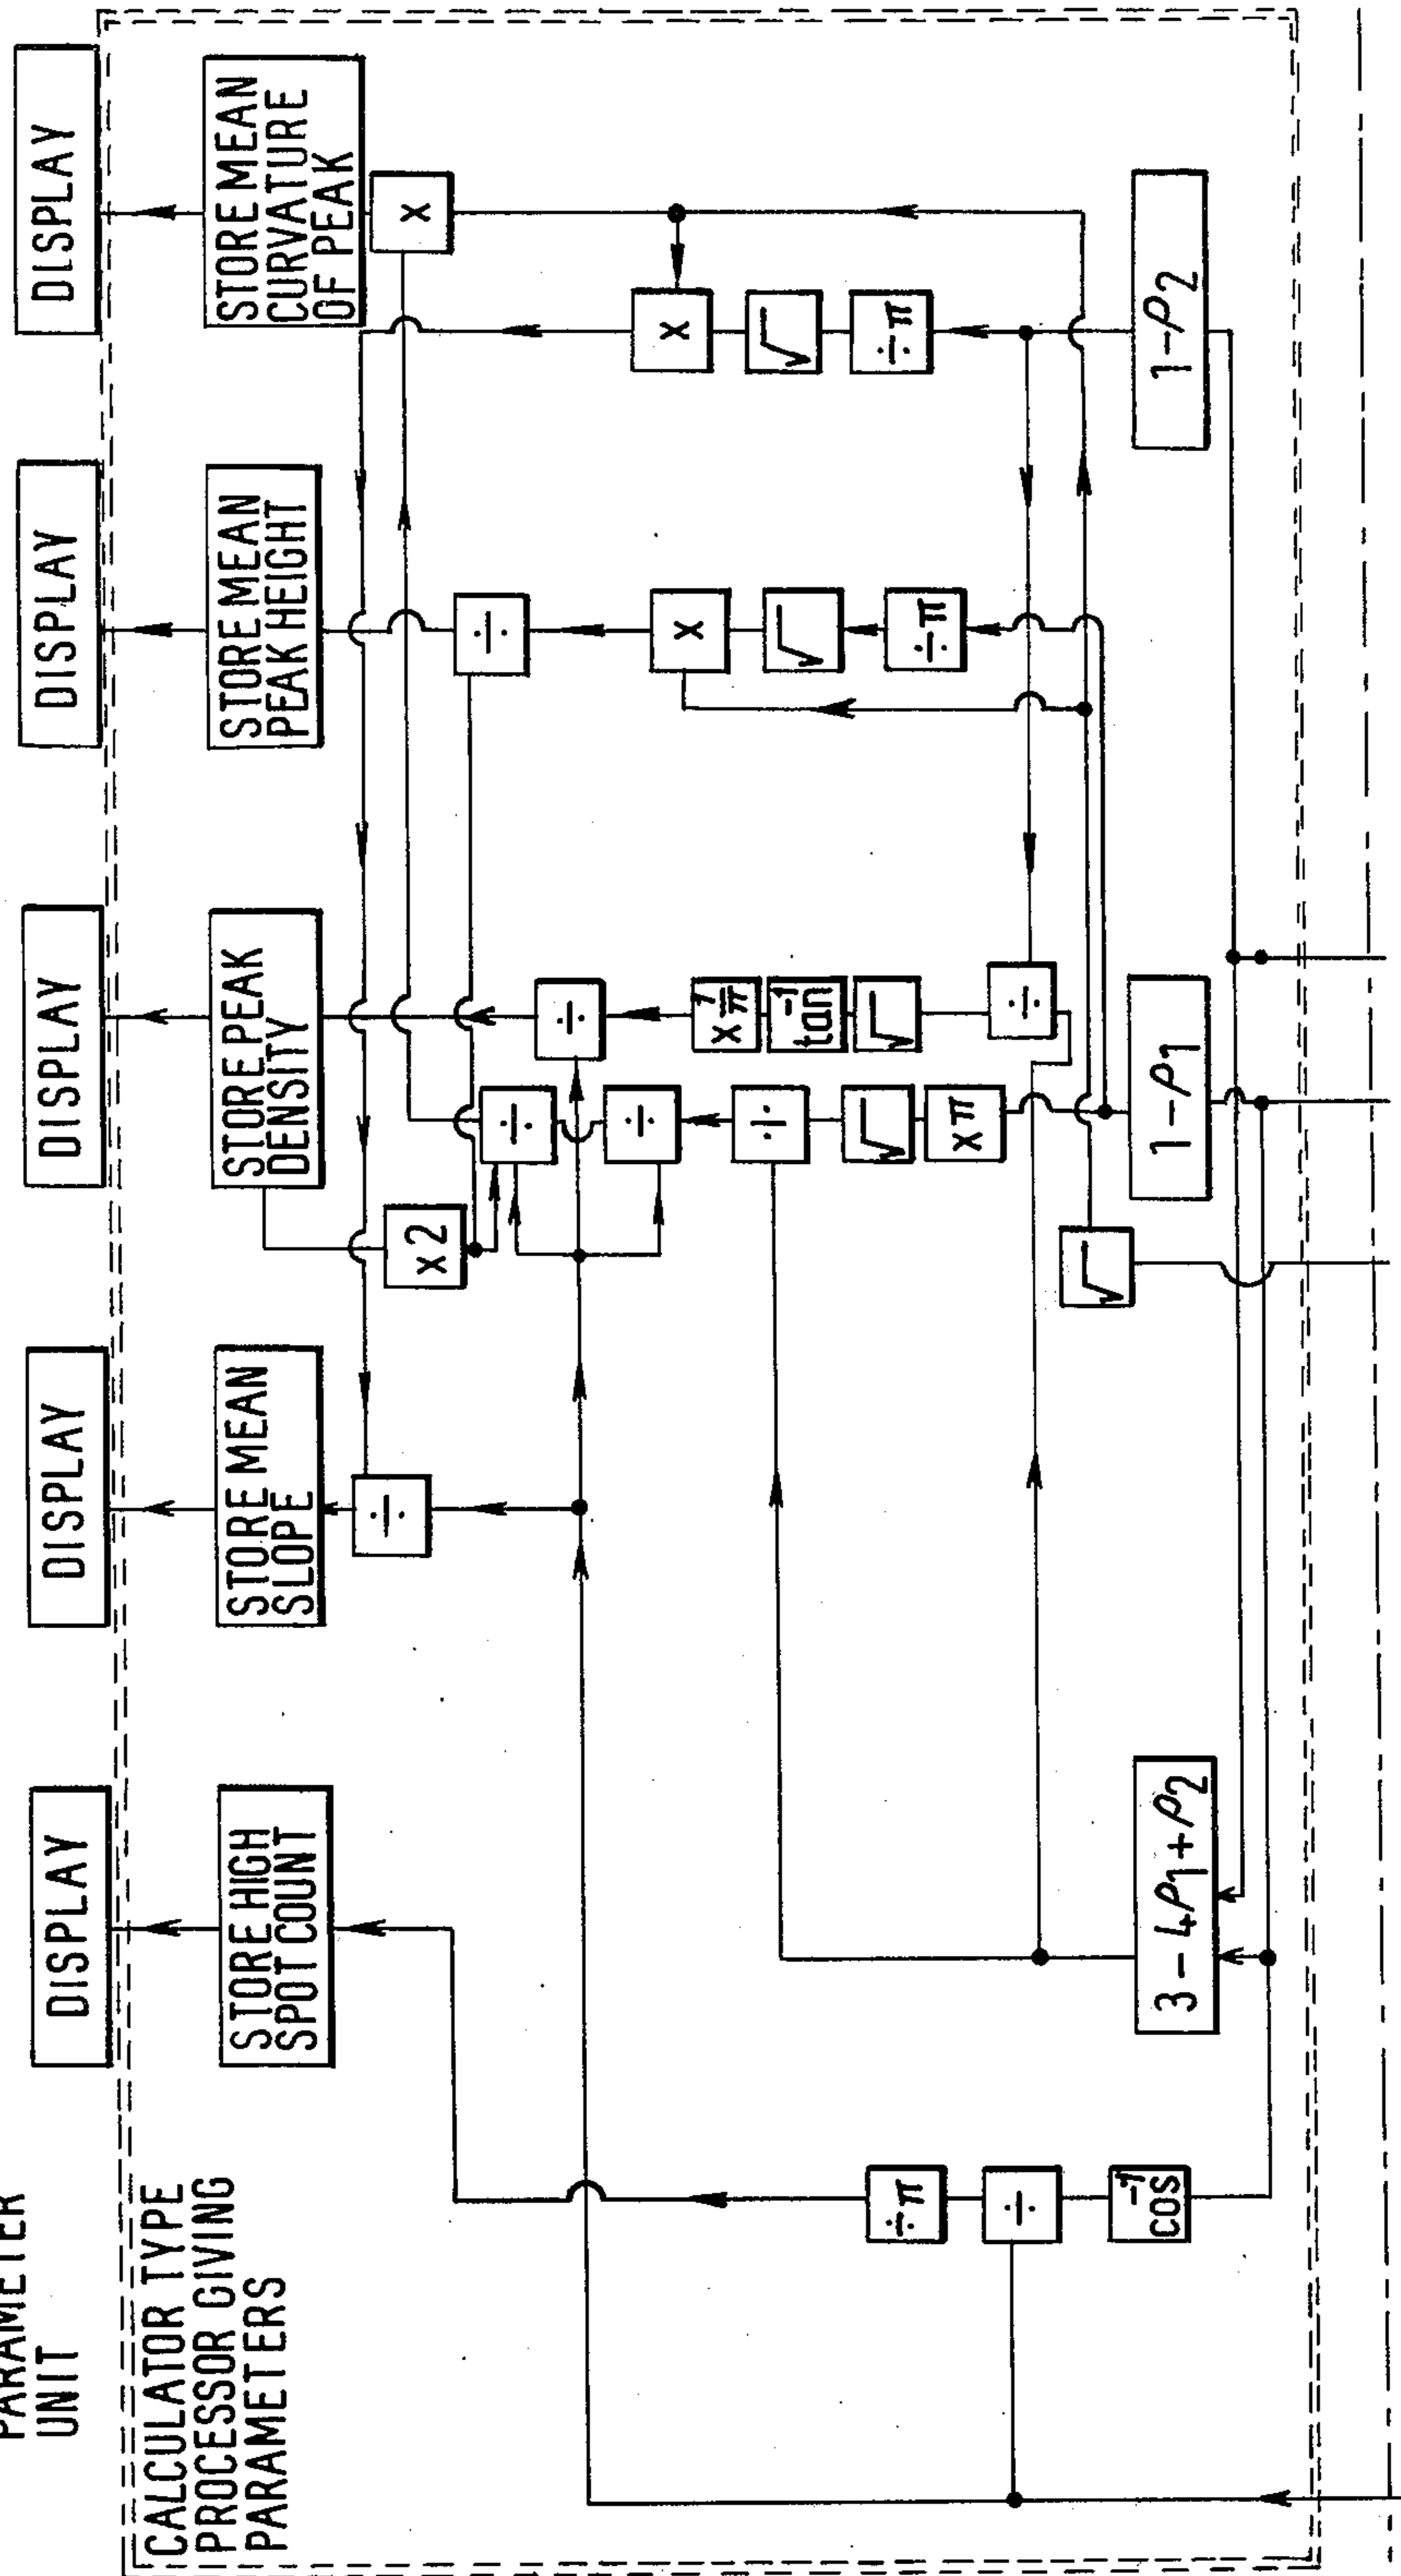 PARAMETER
UNIT
DISPLAY
DISPLAY
DISPLAY
DISPLAY
DISPLAY
CALCULATOR TYPE
PROCESSOR GIVING
PARAMETERS
STORE HIGH
SPOT COUNT
STORE MEAN
SLOPE
STORE PEAK
DENSITY
STORE MEAN
PEAK HEIGHT
STORE MEAN
CURVATURE
OF PEAK
÷
x 2
x
÷
÷
÷
÷
x
x
÷
x 1/π
tan⁻¹
√
√
x π
√
÷ π
√
÷ π
÷ π
÷
÷
cos⁻¹
√
3 - 4ρ1 + ρ2
1 - ρ1
1 - ρ2